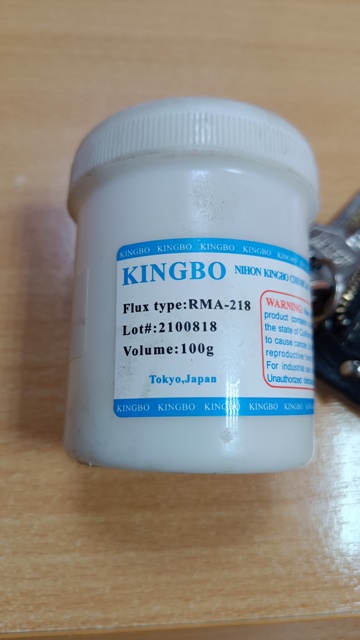 KINGBO KINGBO KINGBO KINGBO KINGBO
KINGBO NIHON KINGBO
Flux type:RMA-218
Lot#:2100818
Volume:100g
Tokyo,Japan
WARNING
product
the state of
to cause
reproductive
For industrial
Unauthorized
KINGBO KINGBO KINGBO KINGBO KINGBO